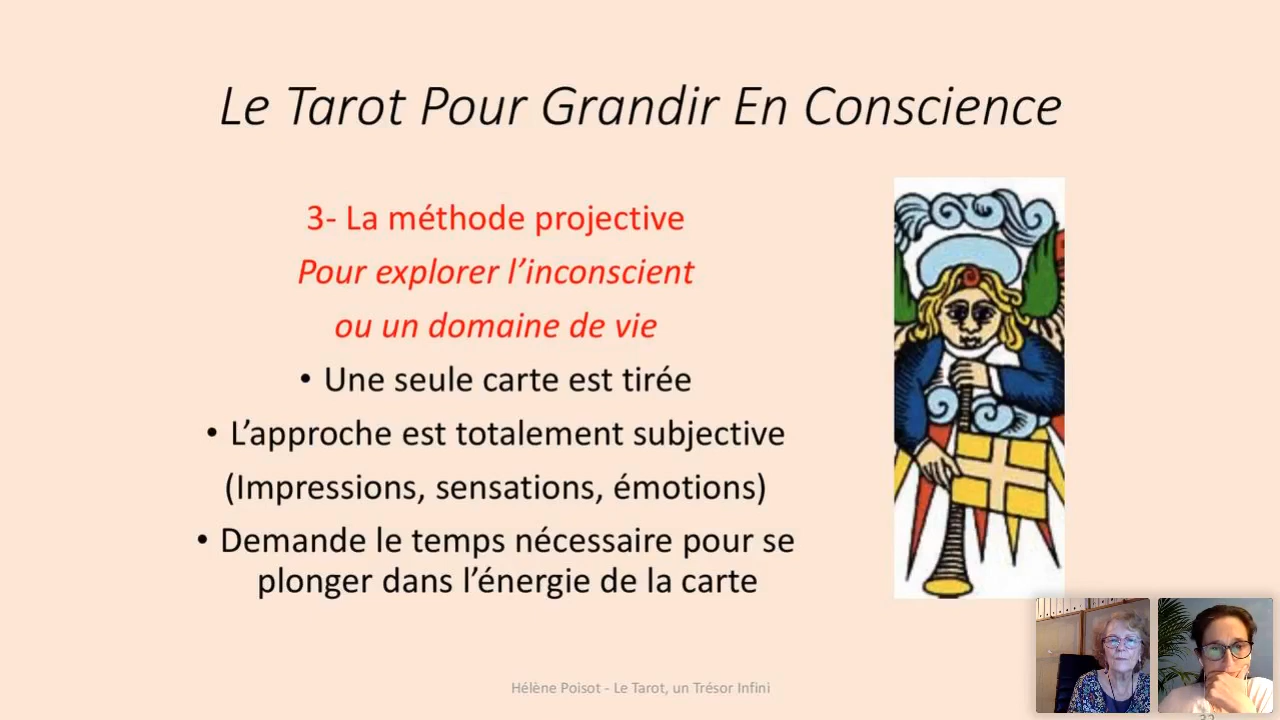 Le Tarot Pour Grandir En Conscience
3- La méthode projective
Pour explorer l’inconscient
ou un domaine de vie
• Une seule carte est tirée
• L’approche est totalement subjective
(Impressions, sensations, émotions)
• Demande le temps nécessaire pour se
plonger dans l’énergie de la carte
Hélène Poisot - Le Tarot, un Trésor Infini